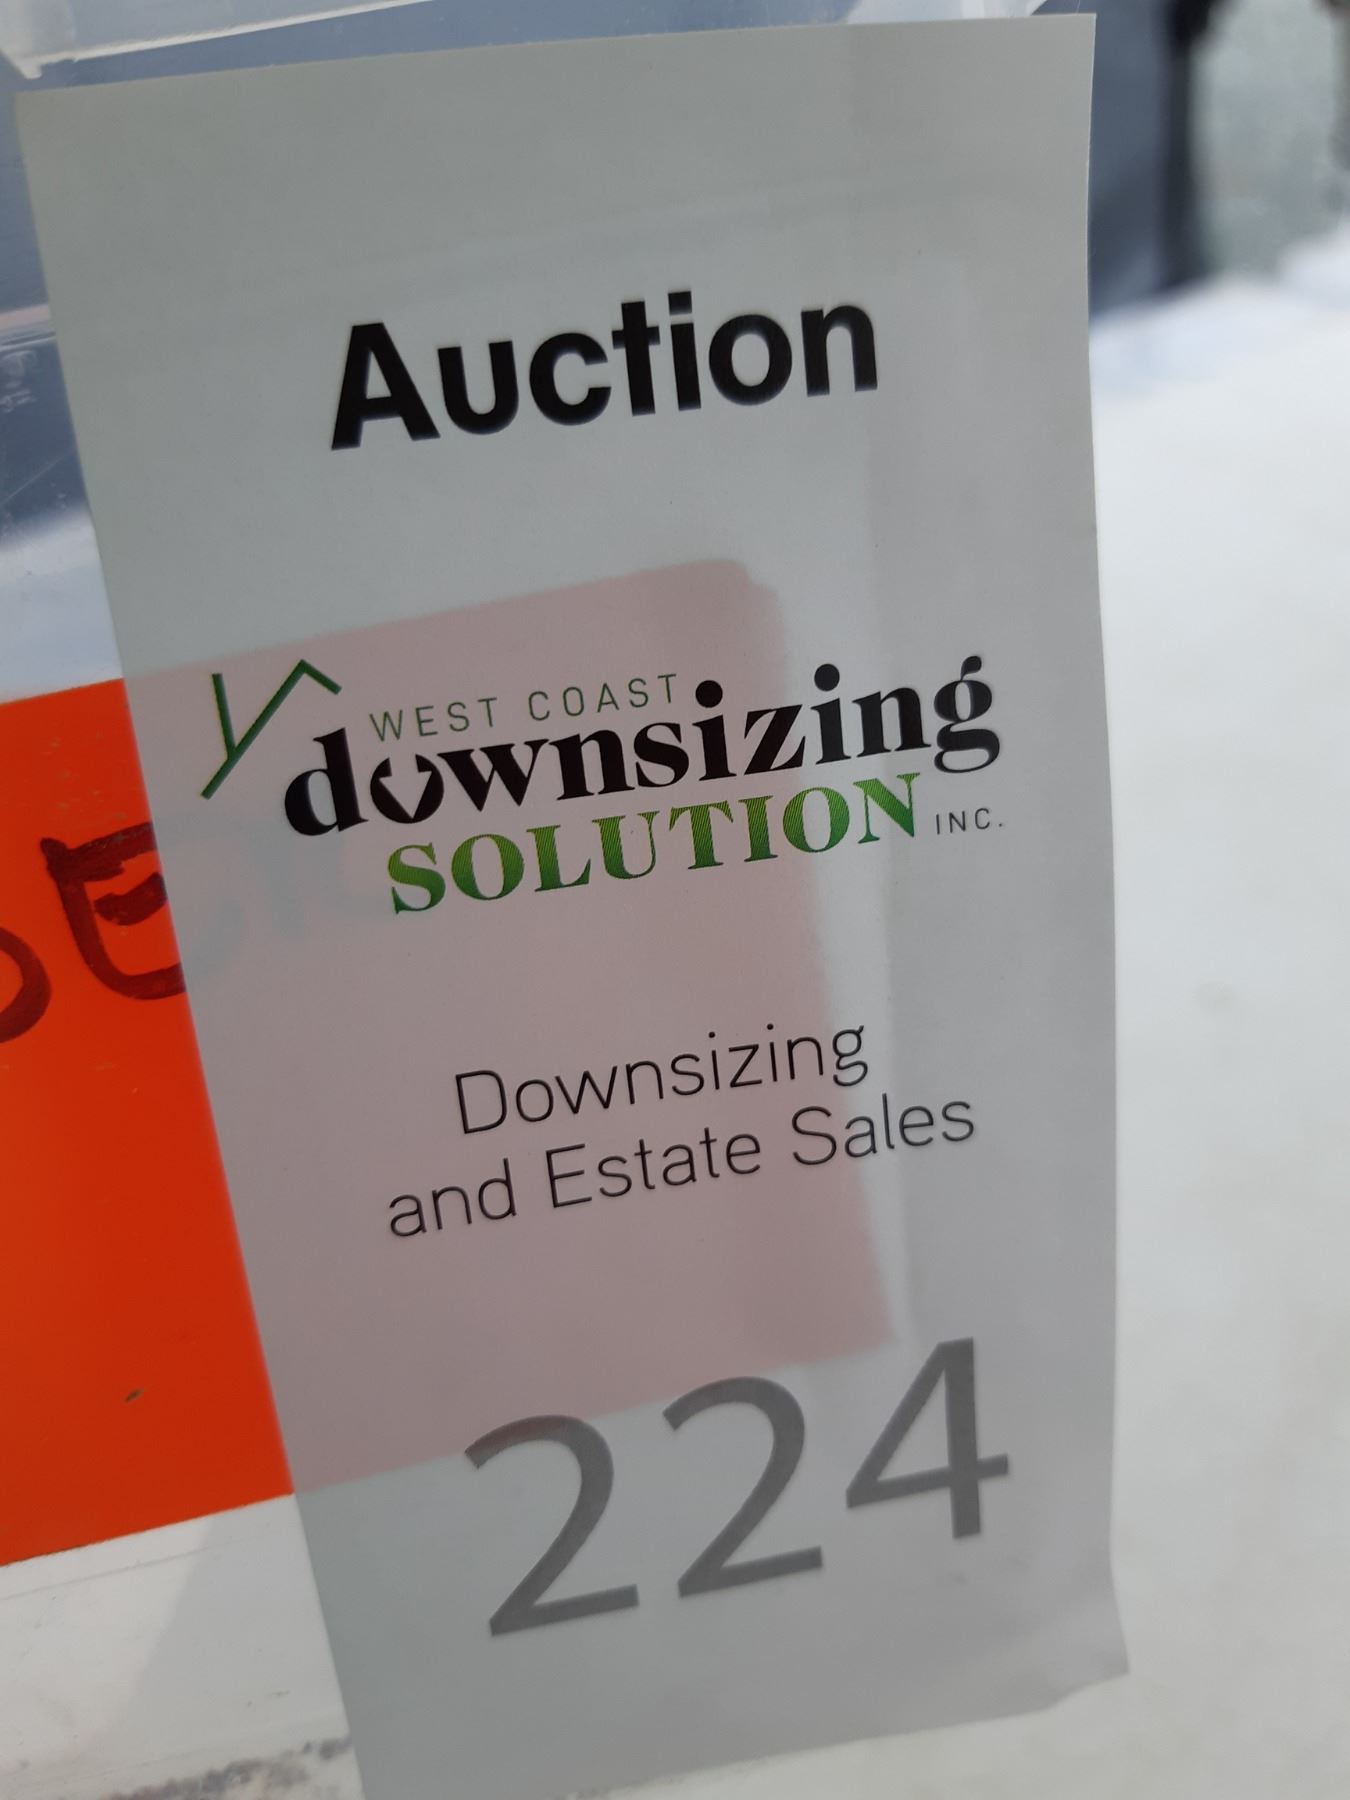 Auction
WEST COAST
downsizing
SOLUTION INC.
Downsizing
and Estate Sales
224